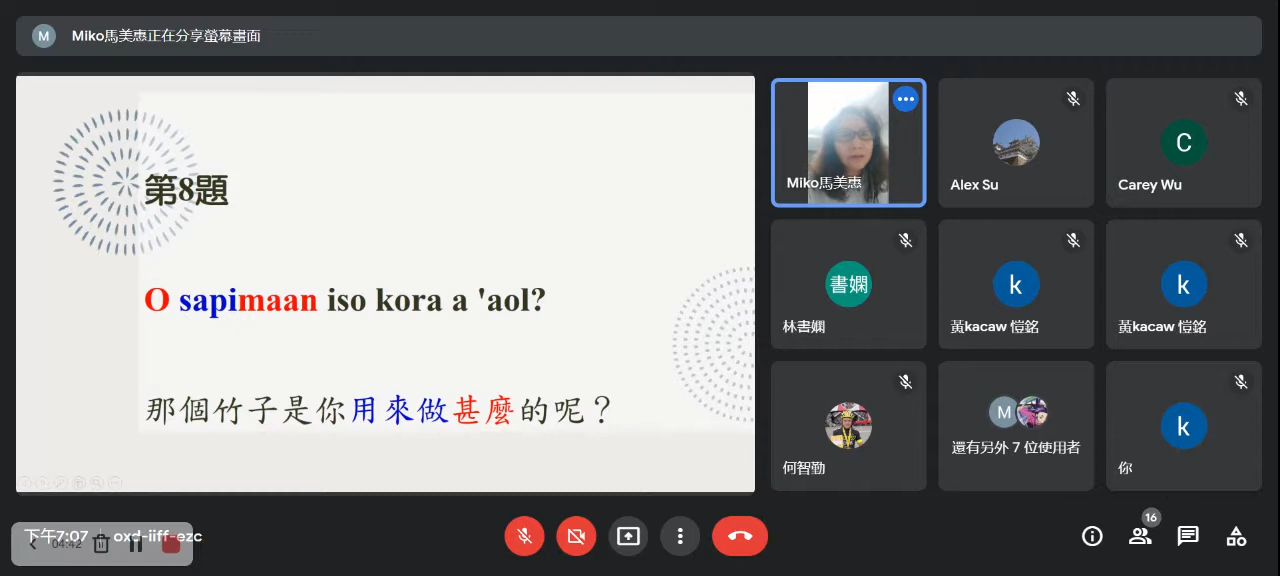 M
Miko馬美惠正在分享螢幕畫面
第8題
O sapimaan iso kora a 'aol?
那個竹子是你用來做甚麼的呢？
Miko馬美惠
Alex Su
C
Carey Wu
書嫻
林書嫻
k
黃kacaw 愷銘
k
黃kacaw 愷銘
何智勤
M
還有另外 7 位使用者
k
你
下午7:07 | oxd-iiff-ezc
04:42
16